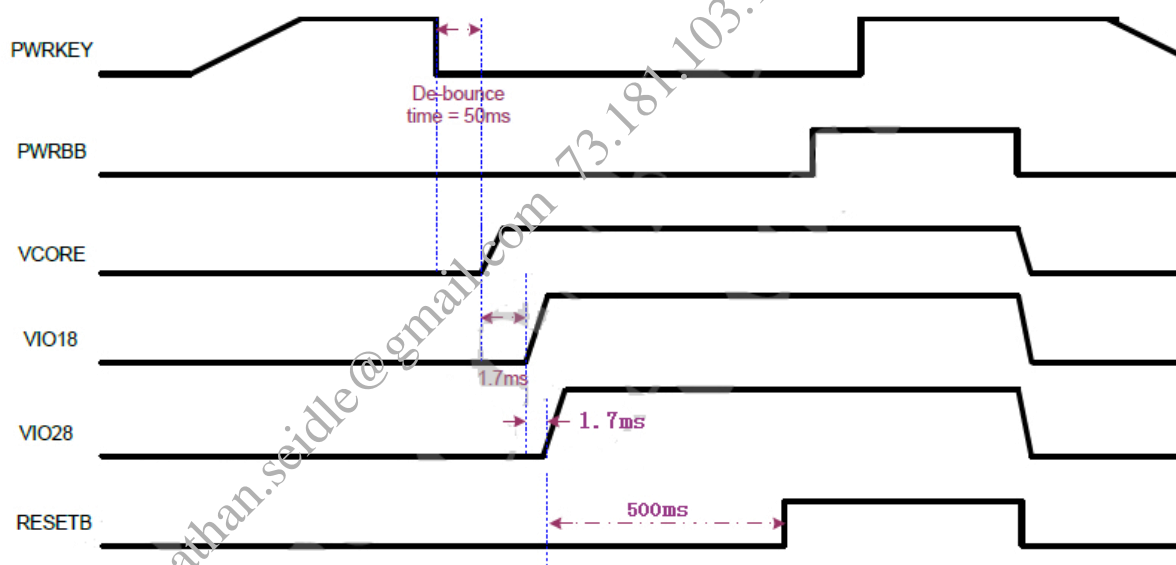 PWRKEY
De-bounce
time = 50ms
PWRBB
VCORE
VIO18
1.7ms
VIO28
1.7ms
RESETB
500ms
athan.seidle@gmail.com 73.181.103.1